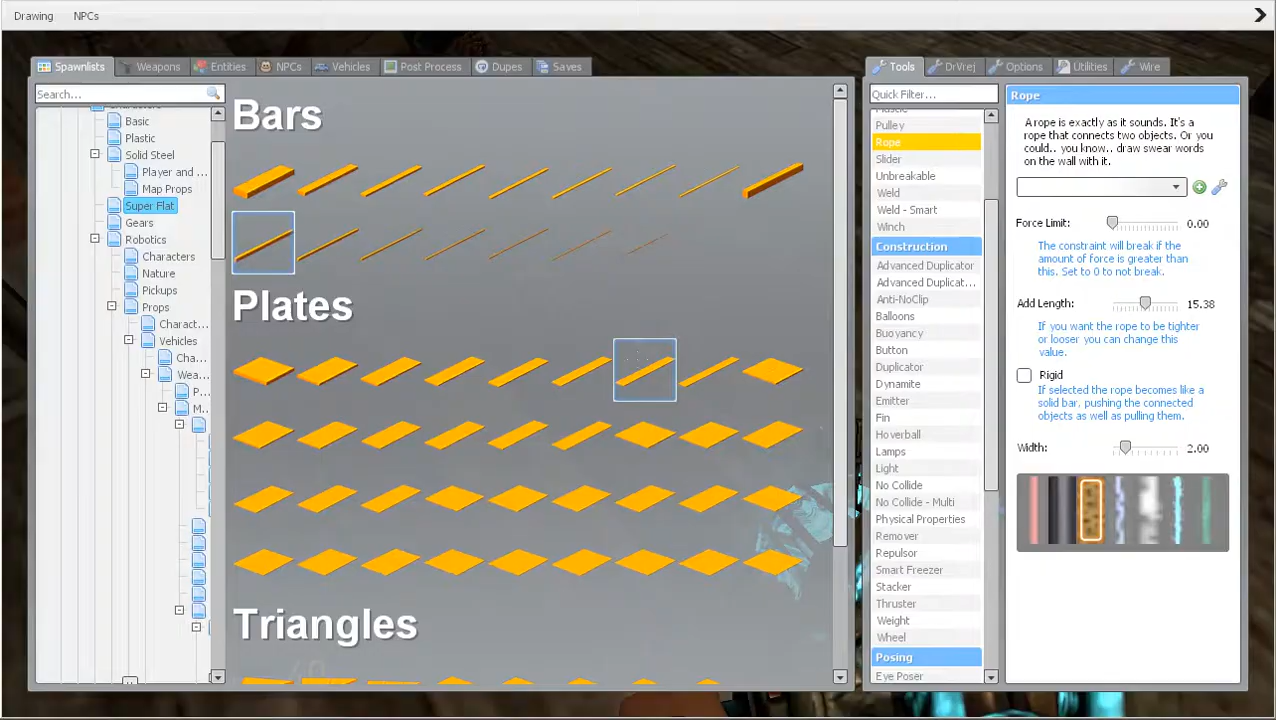 Drawing NPCs
Spawnlists Weapons Entities NPCs Vehicles Post Process Dupes Saves
Search...
Basic
Plastic
Solid Steel
Player and ...
Map Props
Super Flat
Gears
Robotics
Characters
Nature
Pickups
Props
Charact...
Vehicles
Cha...
Wea...
P...
M...
Bars
Plates
Triangles
Tools DrVrej Options Utilities Wire
Quick Filter...
Pulley
Rope
Slider
Unbreakable
Weld
Weld - Smart
Winch
Construction
Advanced Duplicator
Advanced Duplicat...
Anti-NoClip
Balloons
Buoyancy
Button
Duplicator
Dynamite
Emitter
Fin
Hoverball
Lamps
Light
No Collide
No Collide - Multi
Physical Properties
Remover
Repulsor
Smart Freezer
Stacker
Thruster
Weight
Wheel
Posing
Eye Poser
Rope
A rope is exactly as it sounds. It's a
rope that connects two objects. Or you
could.. you know.. draw swear words
on the wall with it.
Force Limit: 0.00
The constraint will break if the
amount of force is greater than
this. Set to 0 to not break.
Add Length: 15.38
If you want the rope to be tighter
or looser you can change this
value.
Rigid
If selected the rope becomes like a
solid bar, pushing the connected
objects as well as pulling them.
Width: 2.00